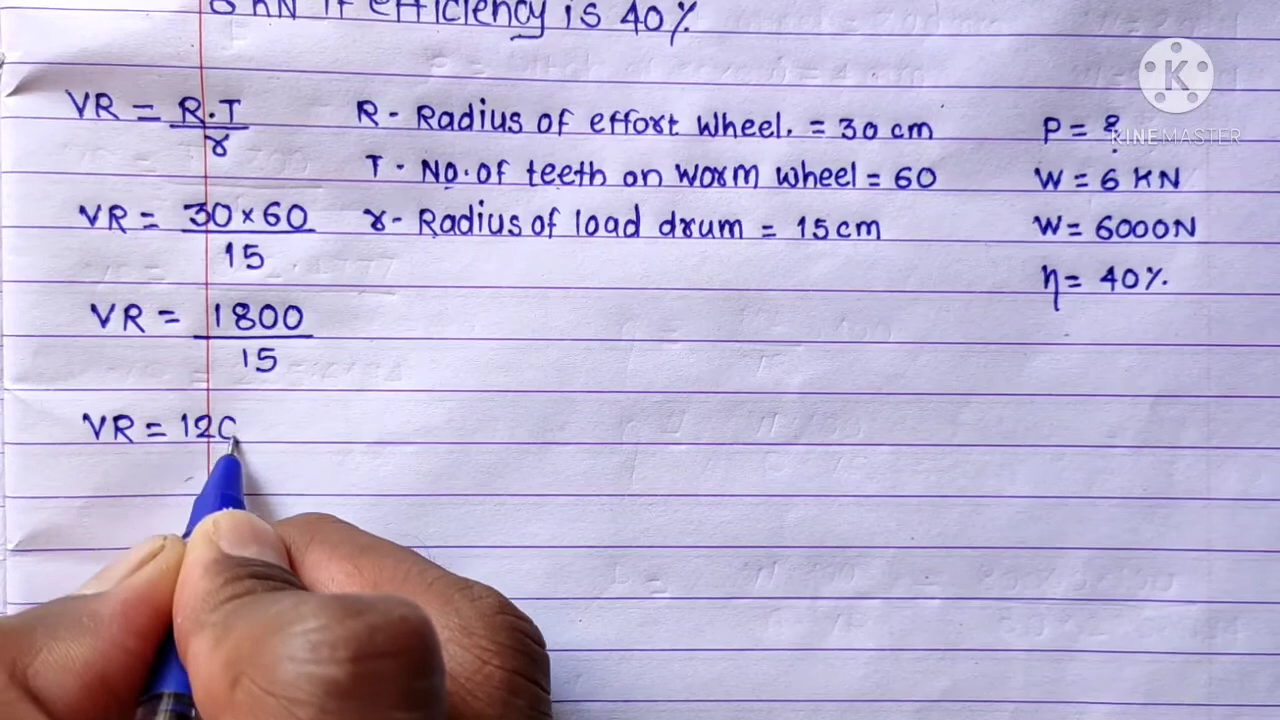 6 KN if efficiency is 40%
VR = R.T / r
R - Radius of effort wheel. = 30 cm
T - No. of teeth on worm wheel = 60
r - Radius of load drum = 15 cm
P = ?
W = 6 KN
W = 6000N
η = 40%
VR = 30 × 60 / 15
VR = 1800 / 15
VR = 120
K
KINEMASTER